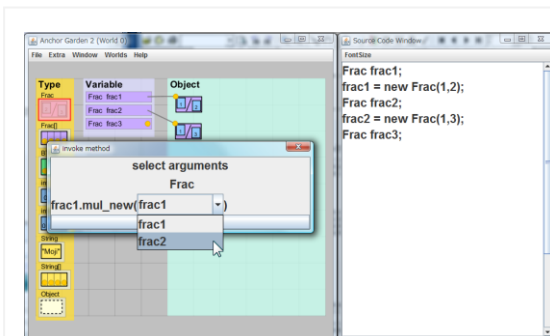 Anchor Garden 2 (World 0)
File Extra Window Worlds Help
Type Variable Object
Frac
Frac frac1
Frac frac2
Frac[]
Frac frac3
invoke method
select arguments
Frac
frac1.mul_new( frac1 )
frac1
frac2
String
"Moji"
String[]
Object
Source Code Window
FontSize
Frac frac1;
frac1 = new Frac(1,2);
Frac frac2;
frac2 = new Frac(1,3);
Frac frac3;